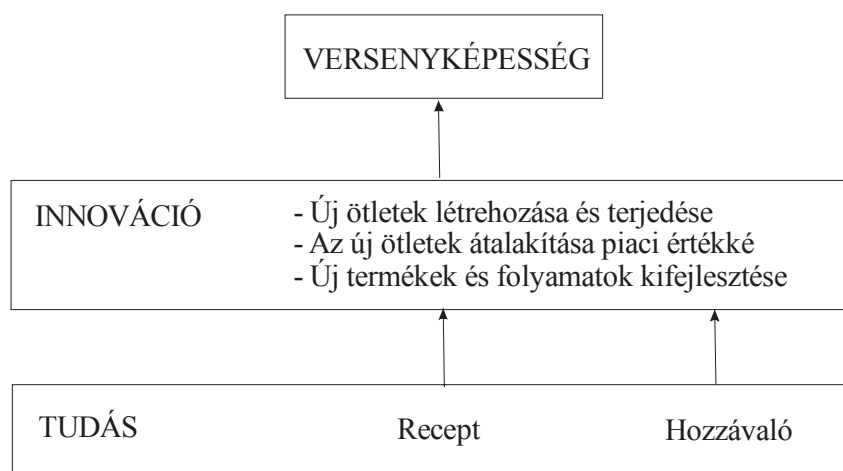 VERSENYKÉPESSÉG
INNOVÁCIÓ - Új ötletek létrehozása és terjedése
- Az új ötletek átalakítása piaci értékké
- Új termékek és folyamatok kifejlesztése
TUDÁS Recept Hozzávaló